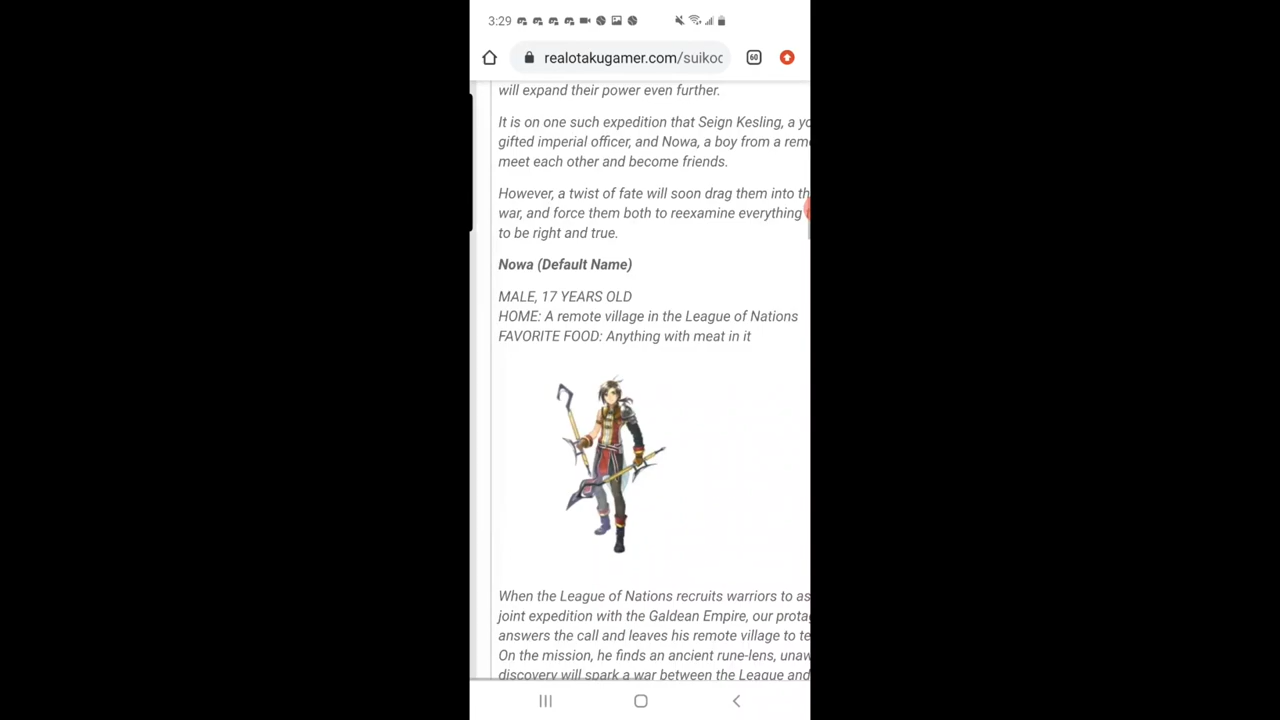 3:29
realotakugamer.com/suikoc
60
will expand their power even further.
It is on one such expedition that Seign Kesling, a yo
gifted imperial officer, and Nowa, a boy from a rem
meet each other and become friends.
However, a twist of fate will soon drag them into th
war, and force them both to reexamine everything
to be right and true.
Nowa (Default Name)
MALE, 17 YEARS OLD
HOME: A remote village in the League of Nations
FAVORITE FOOD: Anything with meat in it
When the League of Nations recruits warriors to as
joint expedition with the Galdean Empire, our prota
answers the call and leaves his remote village to te
On the mission, he finds an ancient rune-lens, unaw
discovery will spark a war between the League and